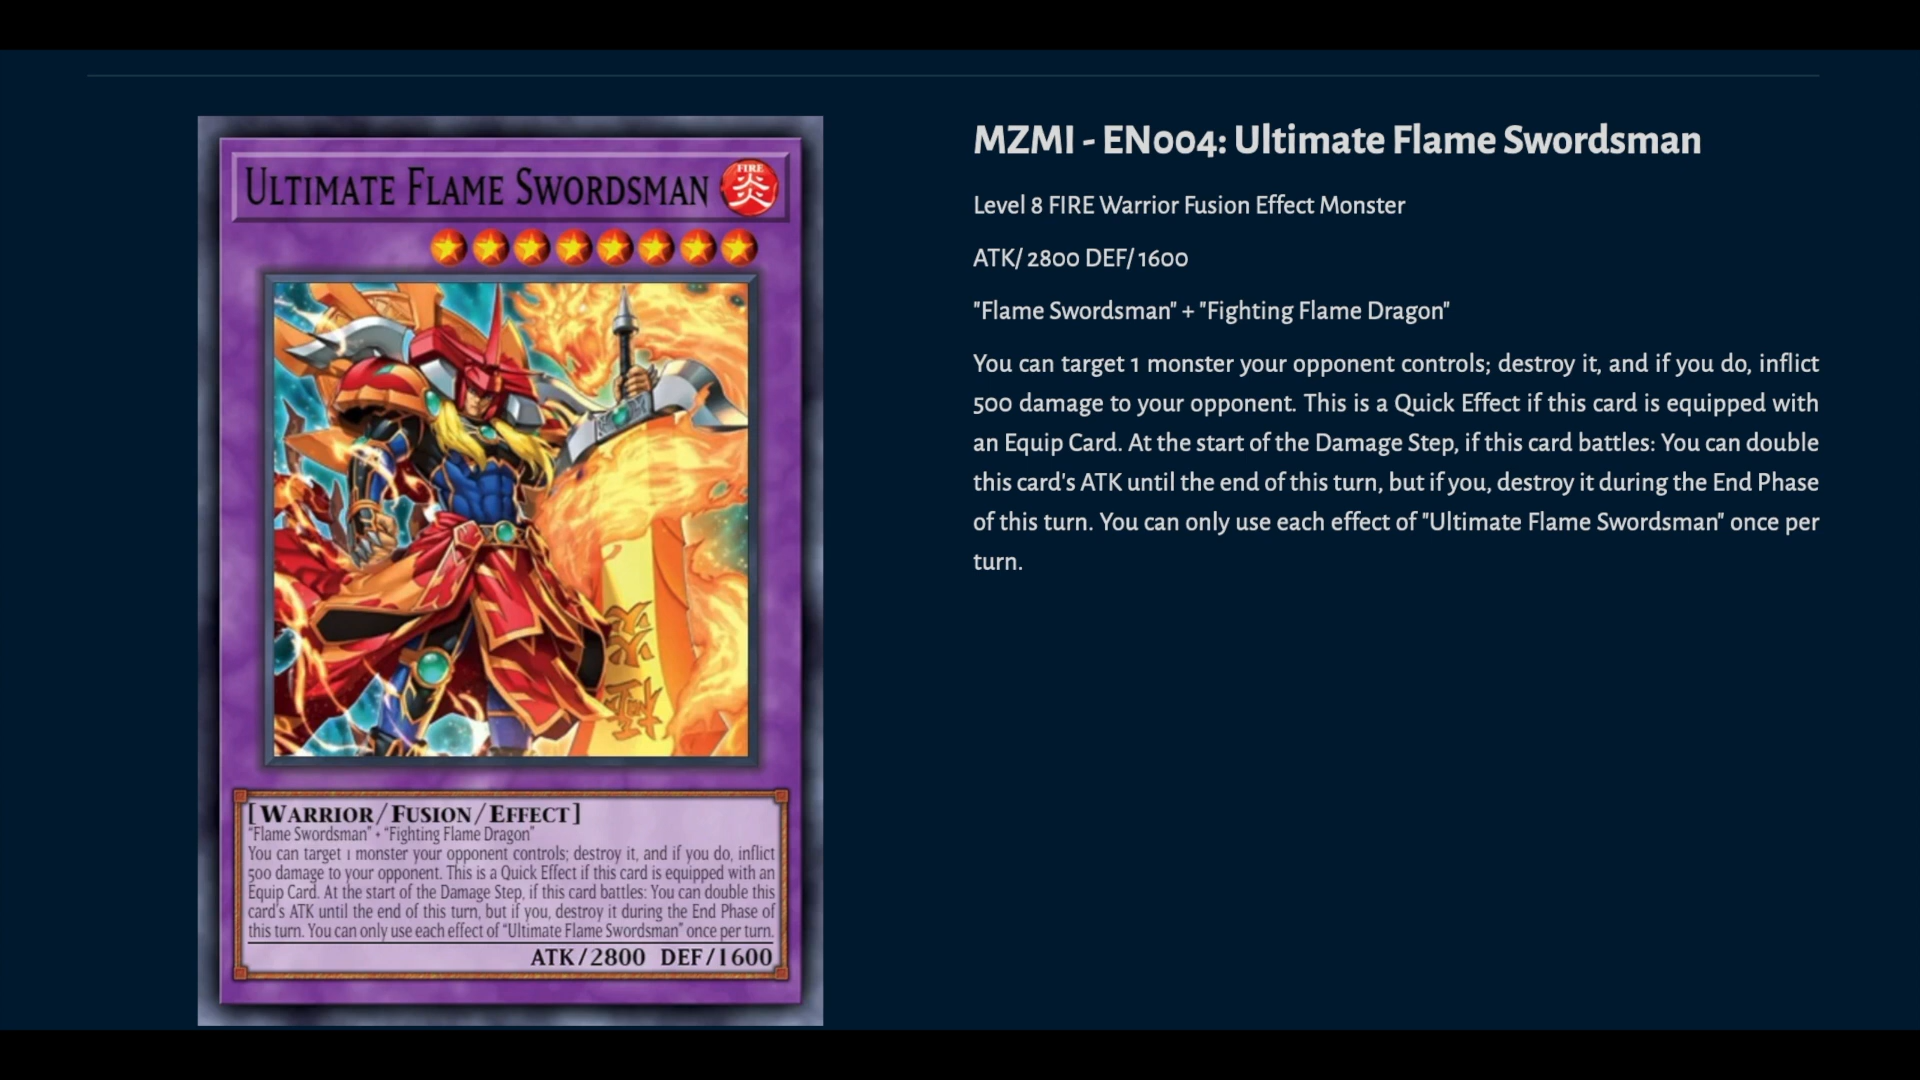 ULTIMATE FLAME SWORDSMAN
FIRE
炎
[WARRIOR/FUSION/EFFECT]
"Flame Swordsman" + "Fighting Flame Dragon"
You can target 1 monster your opponent controls; destroy it, and if you do, inflict
500 damage to your opponent. This is a Quick Effect if this card is equipped with an
Equip Card. At the start of the Damage Step, if this card battles: You can double this
card's ATK until the end of this turn, but if you, destroy it during the End Phase of
this turn. You can only use each effect of "Ultimate Flame Swordsman" once per turn.
ATK/2800 DEF/1600
MZMI - EN004: Ultimate Flame Swordsman
Level 8 FIRE Warrior Fusion Effect Monster
ATK/ 2800 DEF/ 1600
"Flame Swordsman" + "Fighting Flame Dragon"
You can target 1 monster your opponent controls; destroy it, and if you do, inflict
500 damage to your opponent. This is a Quick Effect if this card is equipped with
an Equip Card. At the start of the Damage Step, if this card battles: You can double
this card's ATK until the end of this turn, but if you, destroy it during the End Phase
of this turn. You can only use each effect of "Ultimate Flame Swordsman" once per
turn.